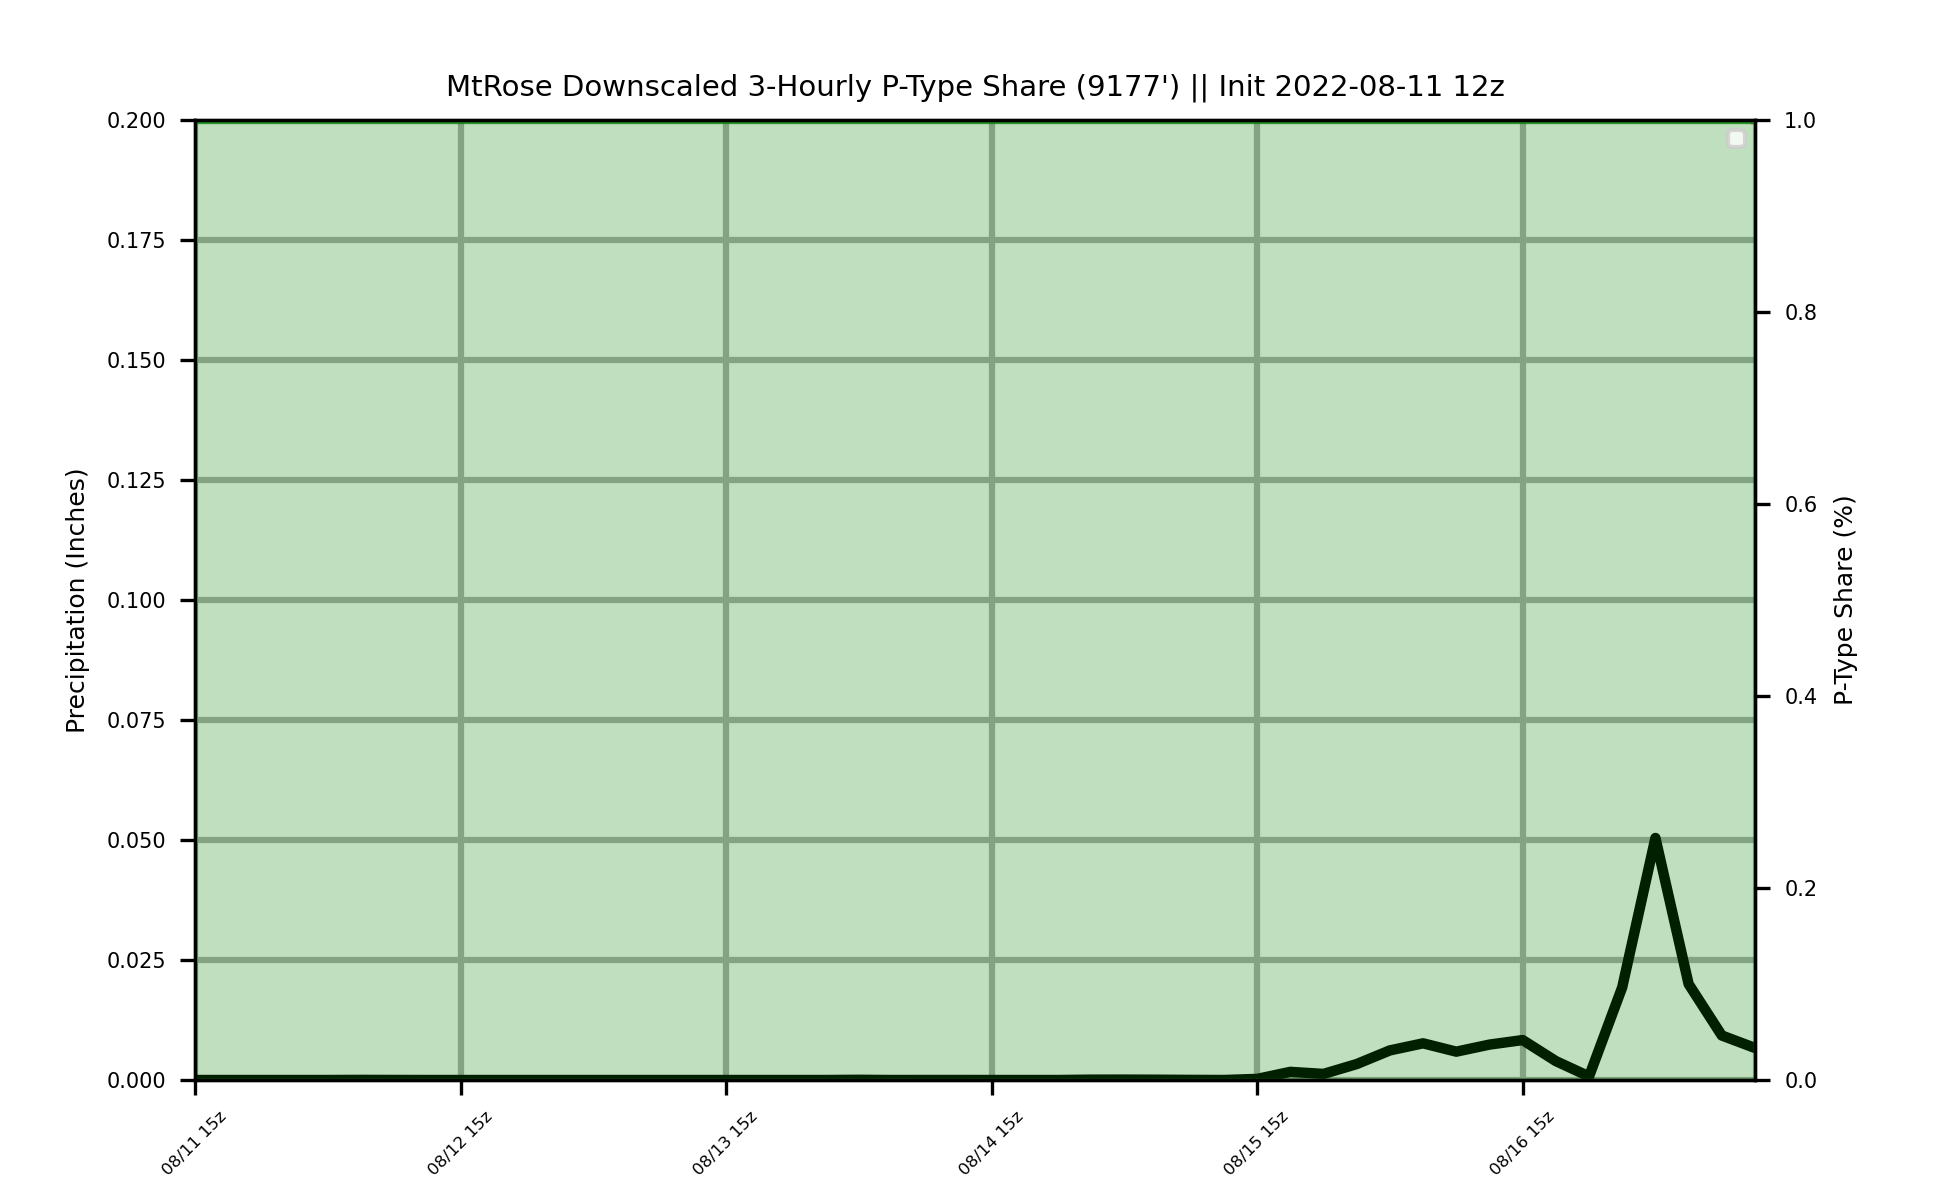 MtRose Downscaled 3-Hourly P-Type Share (9177') || Init 2022-08-11 12z
Precipitation (Inches)
0.200
0.175
0.150
0.125
0.100
0.075
0.050
0.025
0.000
1.0
0.8
0.6
0.4
0.2
0.0
P-Type Share (%)
08/11 15z
08/12 15z
08/13 15z
08/14 15z
08/15 15z
08/16 15z